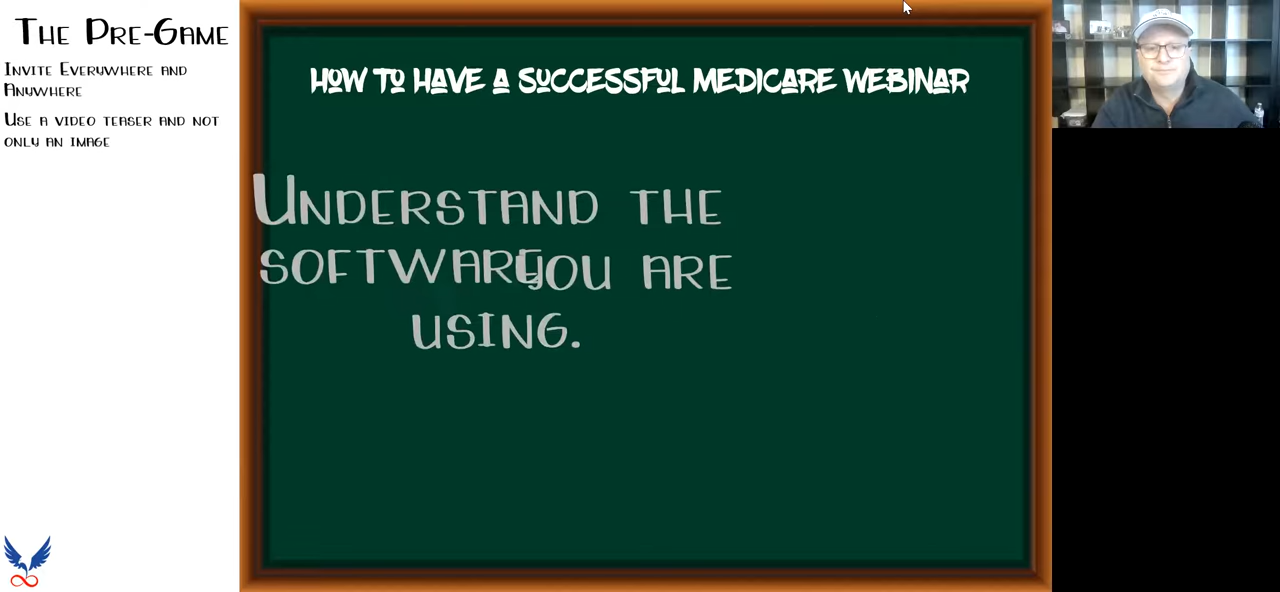 The Pre-Game
Invite Everywhere and
Anywhere
Use a video teaser and not
only an image
How to Have a Successful Medicare Webinar
Understand the
software you are
using.